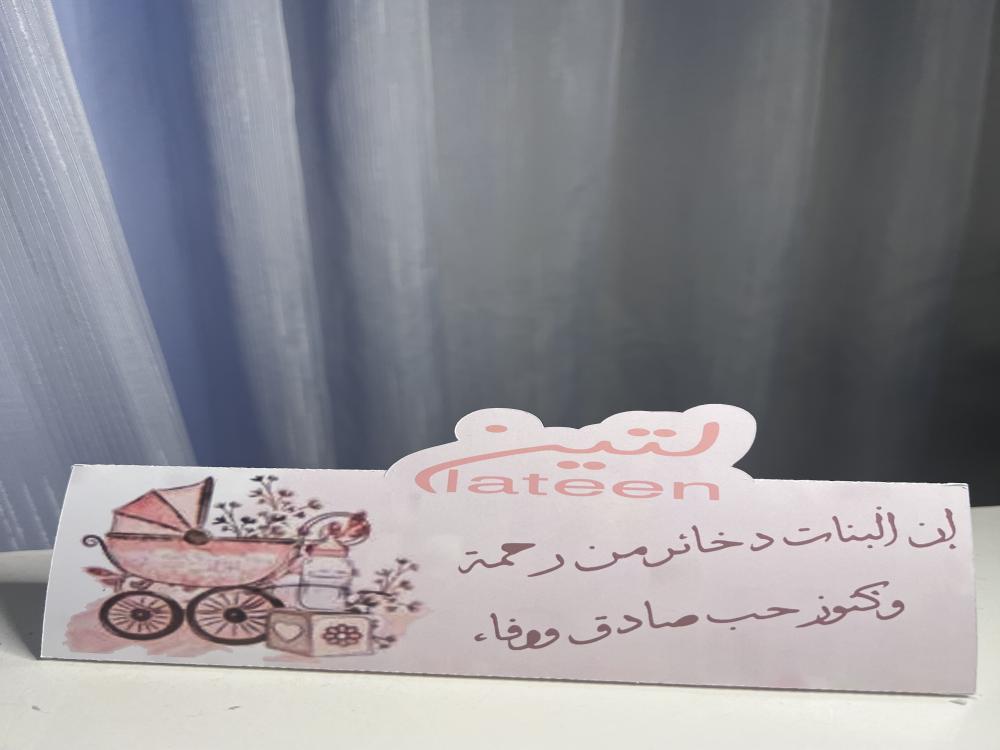 لتين
lateen
إن البنات دخائر من رحمة
وكنوز حب صادق ووفاء